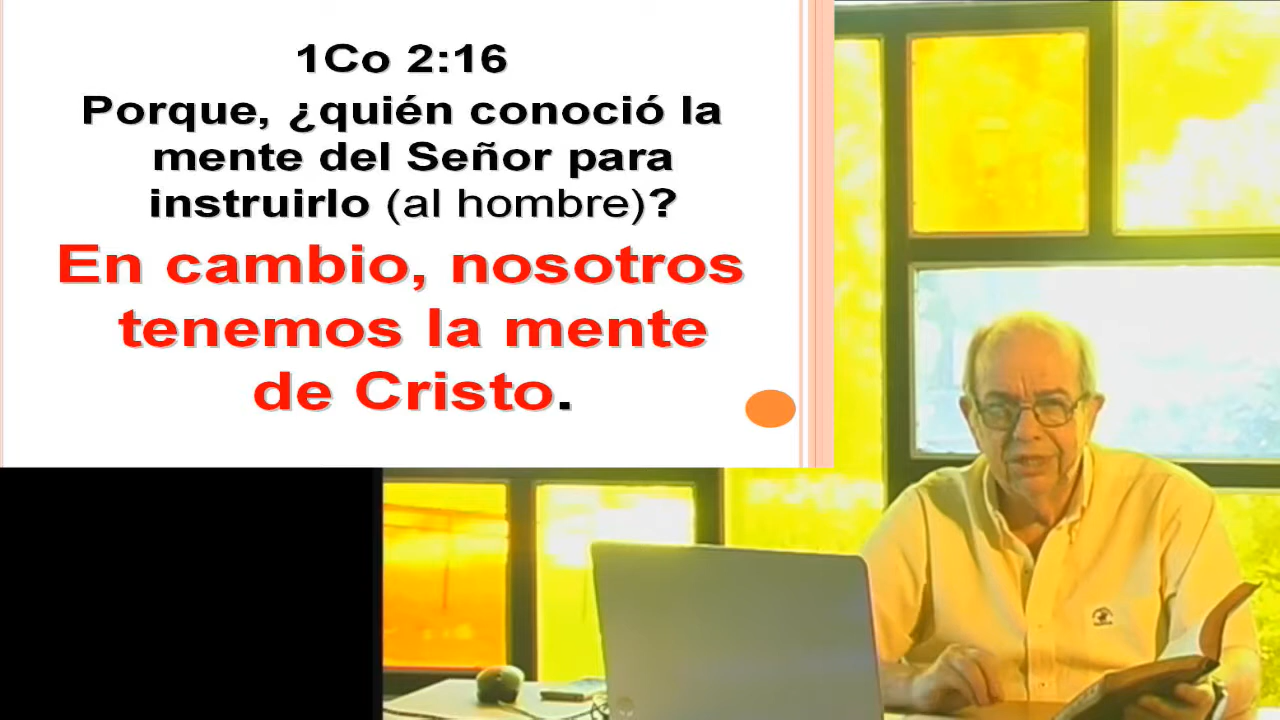 1Co 2:16
Porque, ¿quién conoció la
mente del Señor para
instruirlo (al hombre)?
En cambio, nosotros
tenemos la mente
de Cristo.